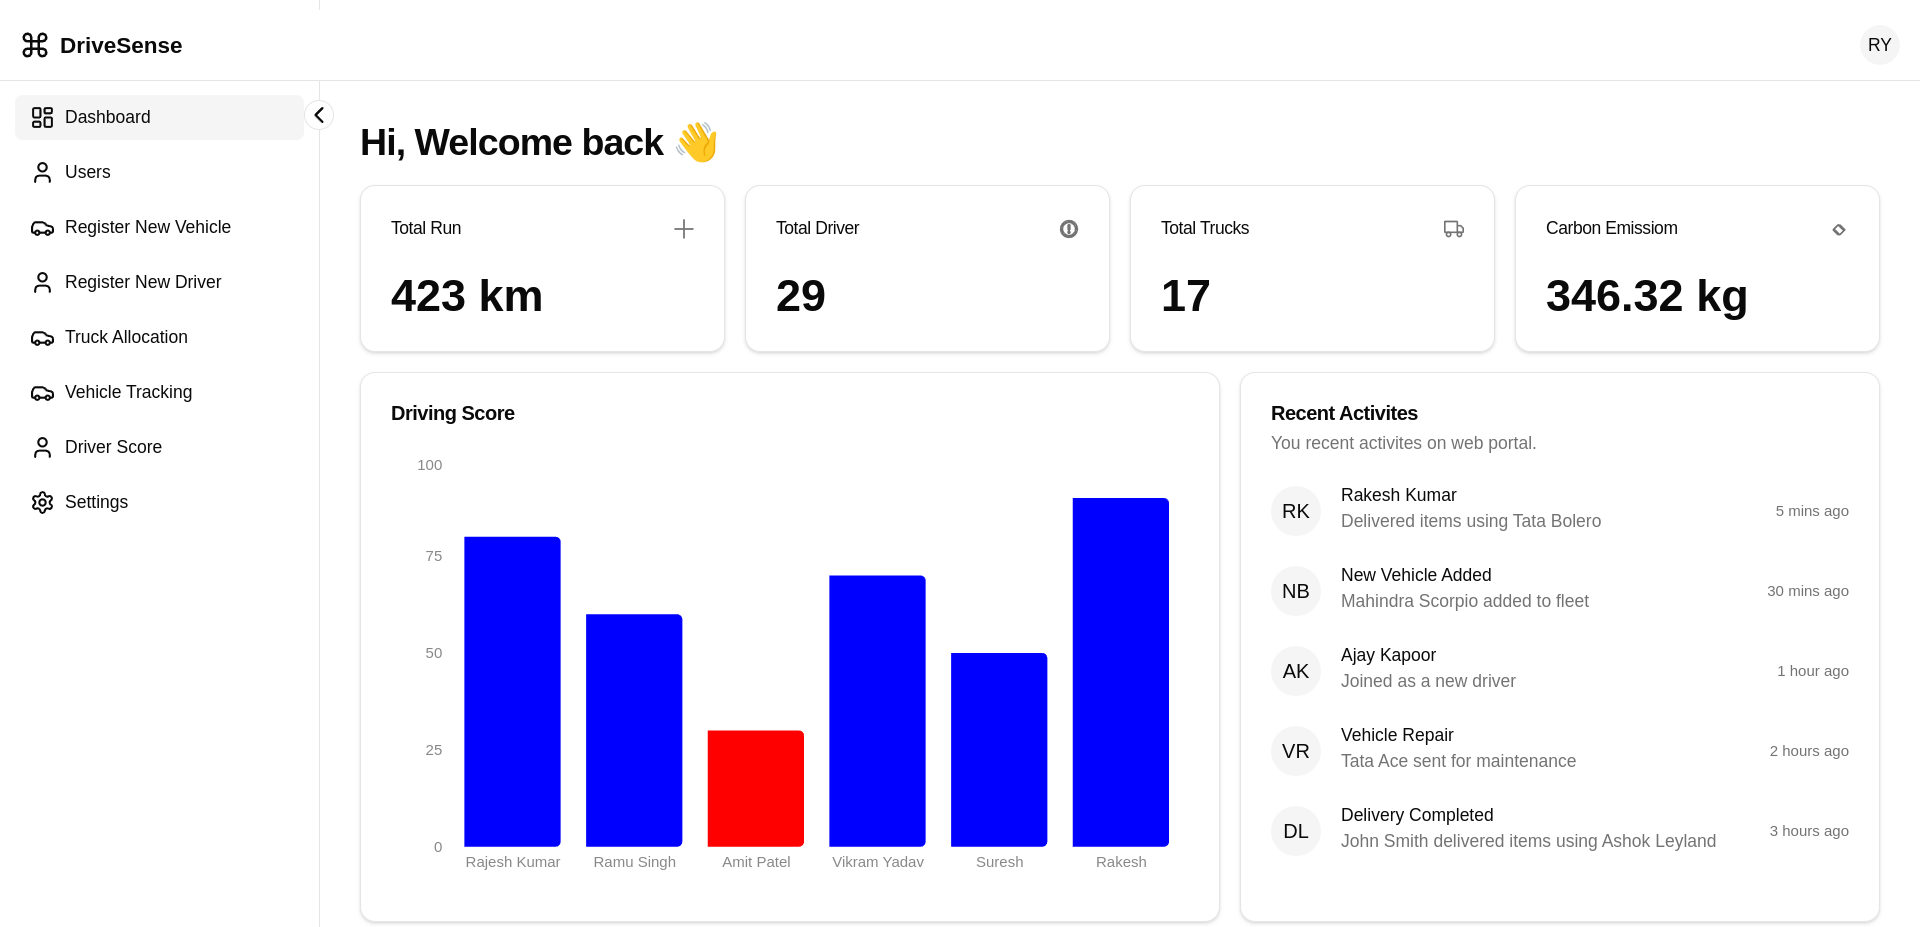 DriveSense
RY
Dashboard
Users
Register New Vehicle
Register New Driver
Truck Allocation
Vehicle Tracking
Driver Score
Settings
Hi, Welcome back 👋
Total Run
423 km
Total Driver
29
Total Trucks
17
Carbon Emissiom
346.32 kg
Driving Score
100
75
50
25
0
Rajesh Kumar
Ramu Singh
Amit Patel
Vikram Yadav
Suresh
Rakesh
Recent Activites
You recent activites on web portal.
RK
Rakesh Kumar
Delivered items using Tata Bolero
5 mins ago
NB
New Vehicle Added
Mahindra Scorpio added to fleet
30 mins ago
AK
Ajay Kapoor
Joined as a new driver
1 hour ago
VR
Vehicle Repair
Tata Ace sent for maintenance
2 hours ago
DL
Delivery Completed
John Smith delivered items using Ashok Leyland
3 hours ago